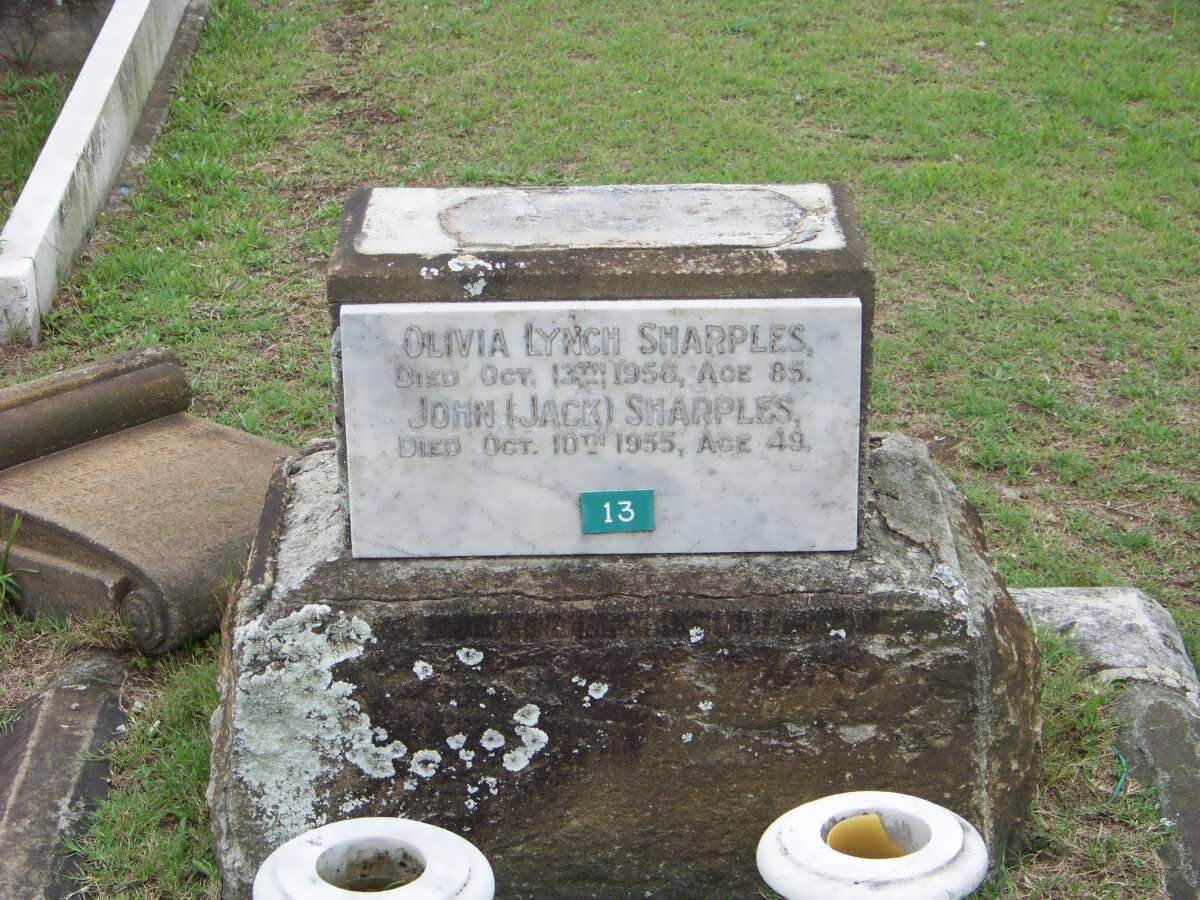 OLIVIA LYNCH SHARPLES,
DIED OCT. 13TH 1958, AGE 85.
JOHN (JACK) SHARPLES,
DIED OCT. 10TH 1955, AGE 49.
13